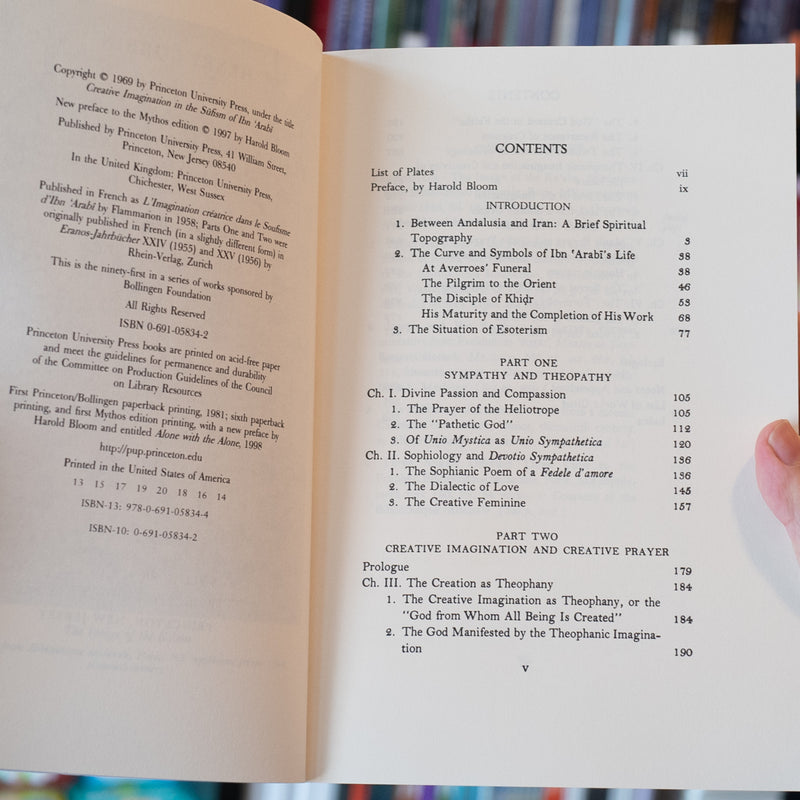 Copyright © 1969 by Princeton University Press, under the title
Creative Imagination in the Sūfism of Ibn ‘Arabī
New preface to the Mythos edition © 1997 by Harold Bloom
Published by Princeton University Press, 41 William Street,
Princeton, New Jersey 08540
In the United Kingdom: Princeton University Press,
Chichester, West Sussex
Published in French as L'Imagination créatrice dans le Soufisme
d'Ibn ‘Arabī by Flammarion in 1958; Parts One and Two were
originally published in French (in a slightly different form) in
Eranos-Jahrbücher XXIV (1955) and XXV (1956) by
Rhein-Verlag, Zurich
This is the ninety-first in a series of works sponsored by
Bollingen Foundation
All Rights Reserved
ISBN 0-691-05834-2
Princeton University Press books are printed on acid-free paper
and meet the guidelines for permanence and durability
of the Committee on Production Guidelines of the Council
on Library Resources
First Princeton/Bollingen paperback printing, 1981; sixth paperback
printing, and first Mythos edition printing, with a new preface by
Harold Bloom and entitled Alone with the Alone, 1998
http://pup.princeton.edu
Printed in the United States of America
13 15 17 19 20 18 16 14
ISBN-13: 978-0-691-05834-4
ISBN-10: 0-691-05834-2
CONTENTS
List of Plates vii
Preface, by Harold Bloom ix
INTRODUCTION
1. Between Andalusia and Iran: A Brief Spiritual
Topography 3
2. The Curve and Symbols of Ibn ‘Arabī's Life 38
At Averroes' Funeral 38
The Pilgrim to the Orient 46
The Disciple of Khiḍr 53
His Maturity and the Completion of His Work 68
3. The Situation of Esoterism 77
PART ONE
SYMPATHY AND THEOPATHY
Ch. I. Divine Passion and Compassion 105
1. The Prayer of the Heliotrope 105
2. The "Pathetic God" 112
3. Of Unio Mystica as Unio Sympathetica 120
Ch. II. Sophiology and Devotio Sympathetica 136
1. The Sophianic Poem of a Fedele d'amore 136
2. The Dialectic of Love 145
3. The Creative Feminine 157
PART TWO
CREATIVE IMAGINATION AND CREATIVE PRAYER
Prologue 179
Ch. III. The Creation as Theophany 184
1. The Creative Imagination as Theophany, or the
"God from Whom All Being Is Created" 184
2. The God Manifested by the Theophanic Imagina-
tion 190
v